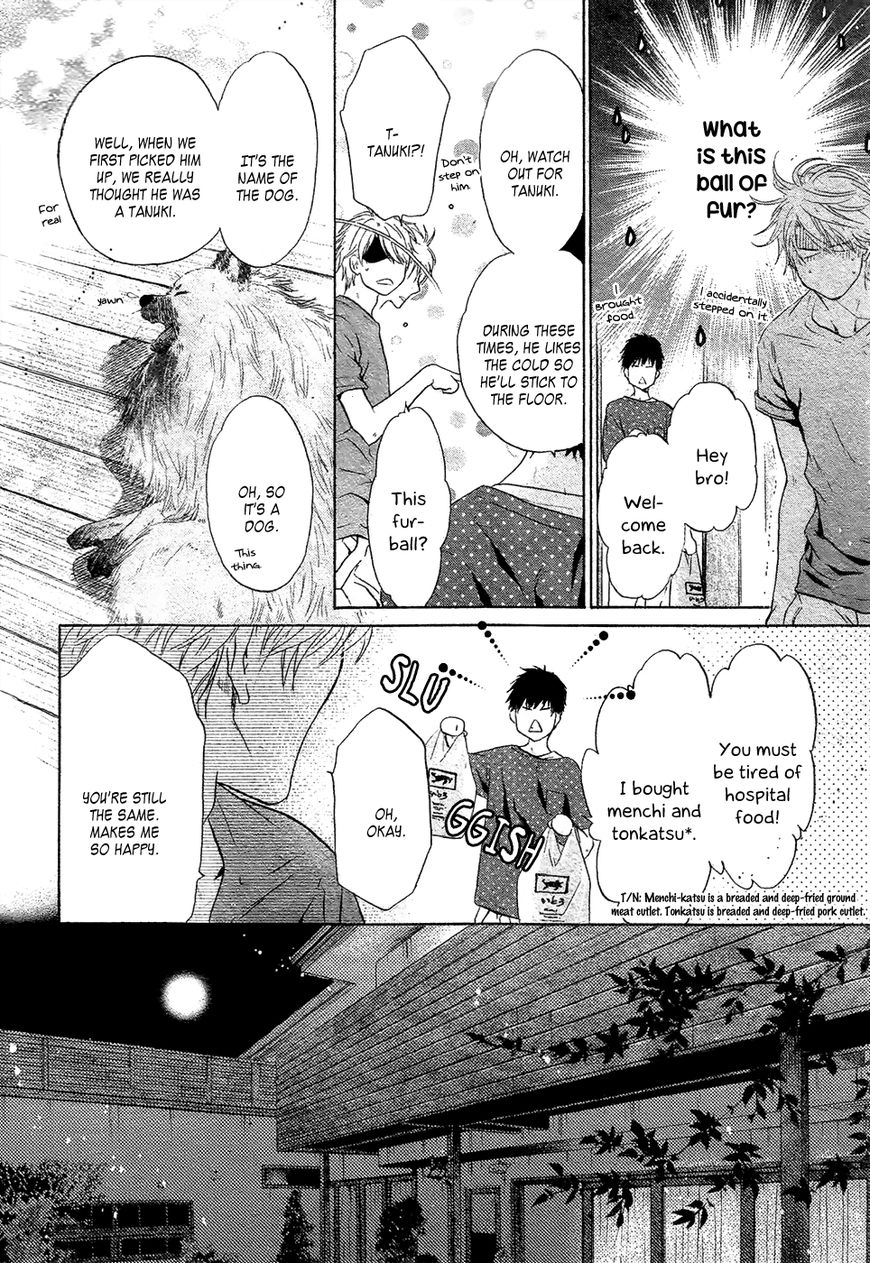 What
is this
ball of
fur?
I accidentally
stepped on it.
I
brought
food.
Hey
bro!
Wel-
come
back.
OH, WATCH
OUT FOR
TANUKI.
DURING THESE
TIMES, HE LIKES
THE COLD SO
HE'LL STICK TO
THE FLOOR.
T-
TANUKI?!
Don't
step on
him.
This
fur-
ball?
IT'S THE
NAME OF
THE DOG.
WELL, WHEN WE
FIRST PICKED HIM
UP, WE REALLY
THOUGHT HE WAS
A TANUKI.
For
real
yawn
OH, SO
IT'S A
DOG.
This
thing.
You must
be tired of
hospital
food!
I bought
menchi and
tonkatsu*.
T/N: Menchi-katsu is a breaded and deep-fried ground
meat cutlet. Tonkatsu is breaded and deep-fried pork cutlet.
SLU
GGISH
OH,
OKAY.
YOU'RE STILL
THE SAME.
MAKES ME
SO HAPPY.